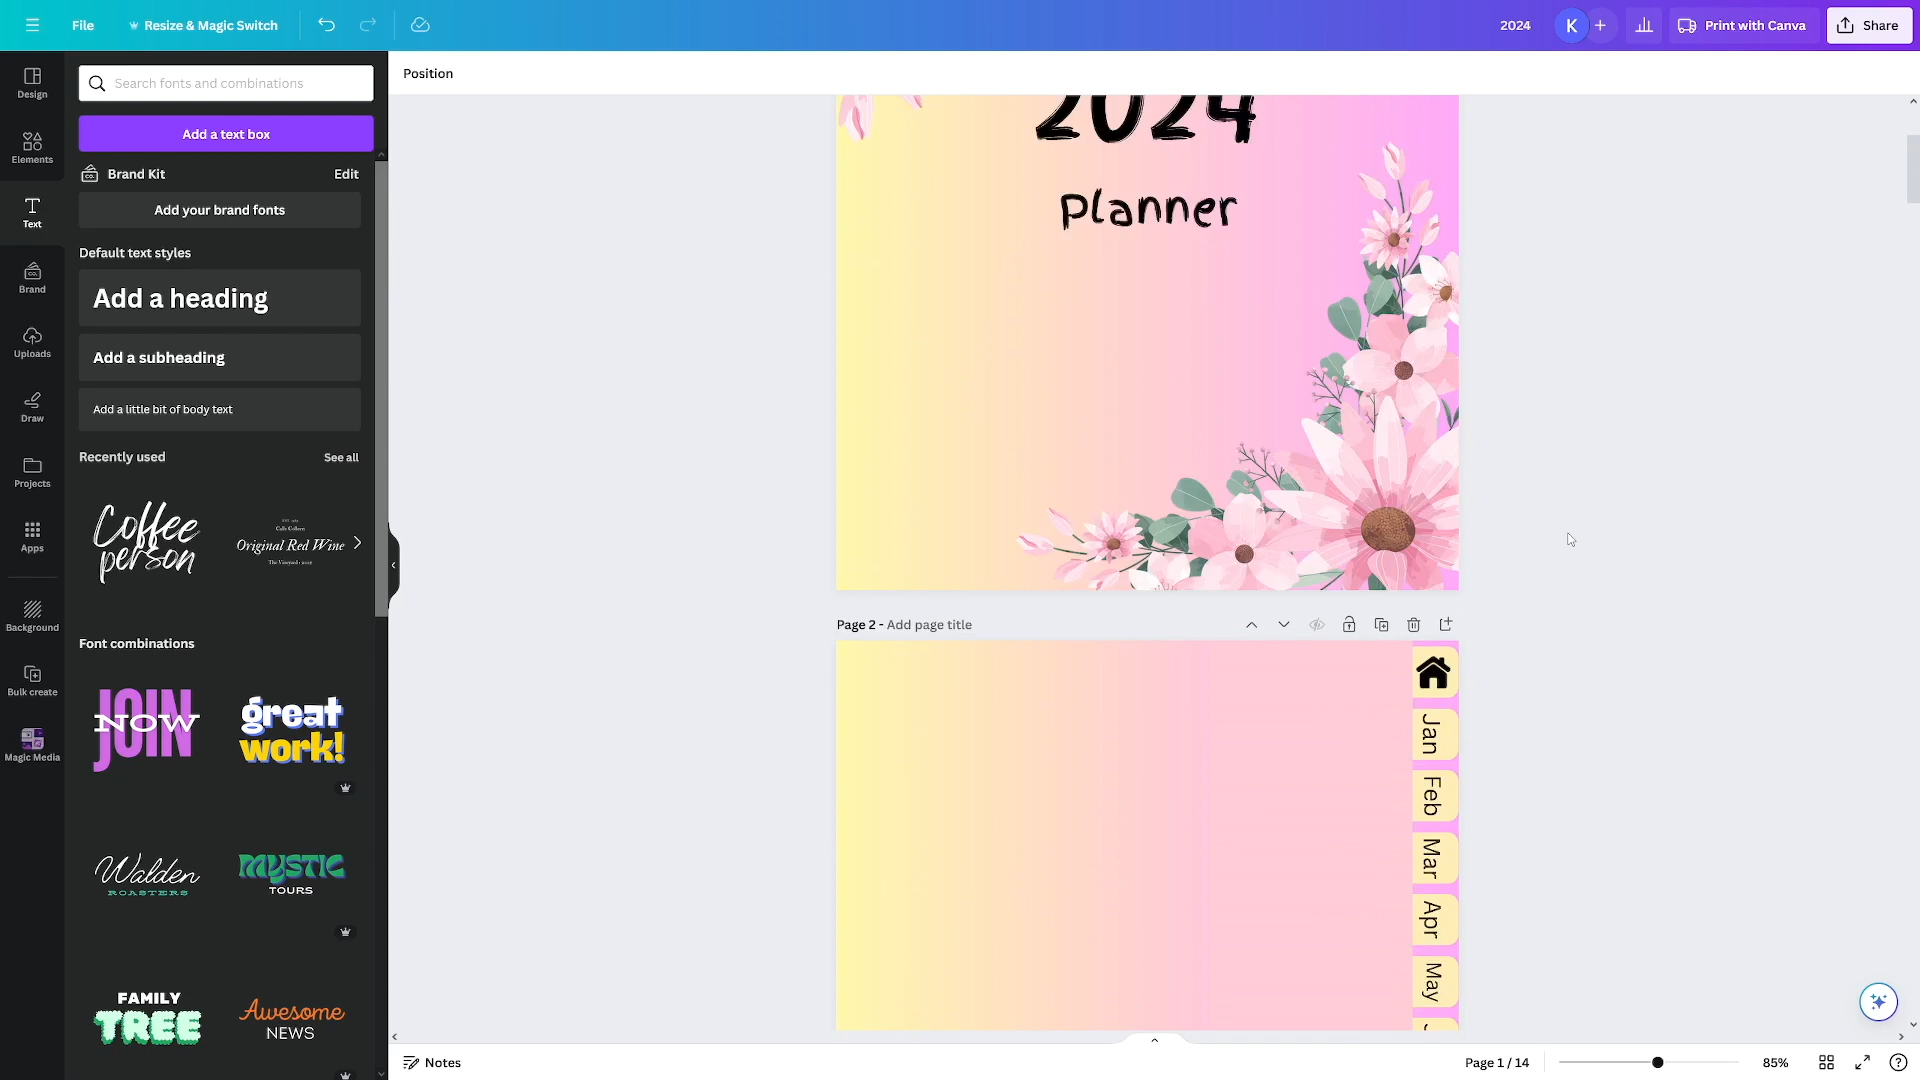 File
Resize & Magic Switch
2024
K
Print with Canva
Share
Design
Elements
Text
Brand
Uploads
Draw
Projects
Apps
Background
Bulk create
Magic Media
Search fonts and combinations
Add a text box
Brand Kit
Edit
Add your brand fonts
Default text styles
Add a heading
Add a subheading
Add a little bit of body text
Recently used
See all
Coffee
person
Original Red Wine
Font combinations
JOIN
NOW
great
work!
Walden
ROASTERS
MYSTIC
TOURS
FAMILY
TREE
Awesome
NEWS
Position
2024
Planner
Page 2 - Add page title
Jan
Feb
Mar
Apr
May
Notes
Page 1 / 14
85%